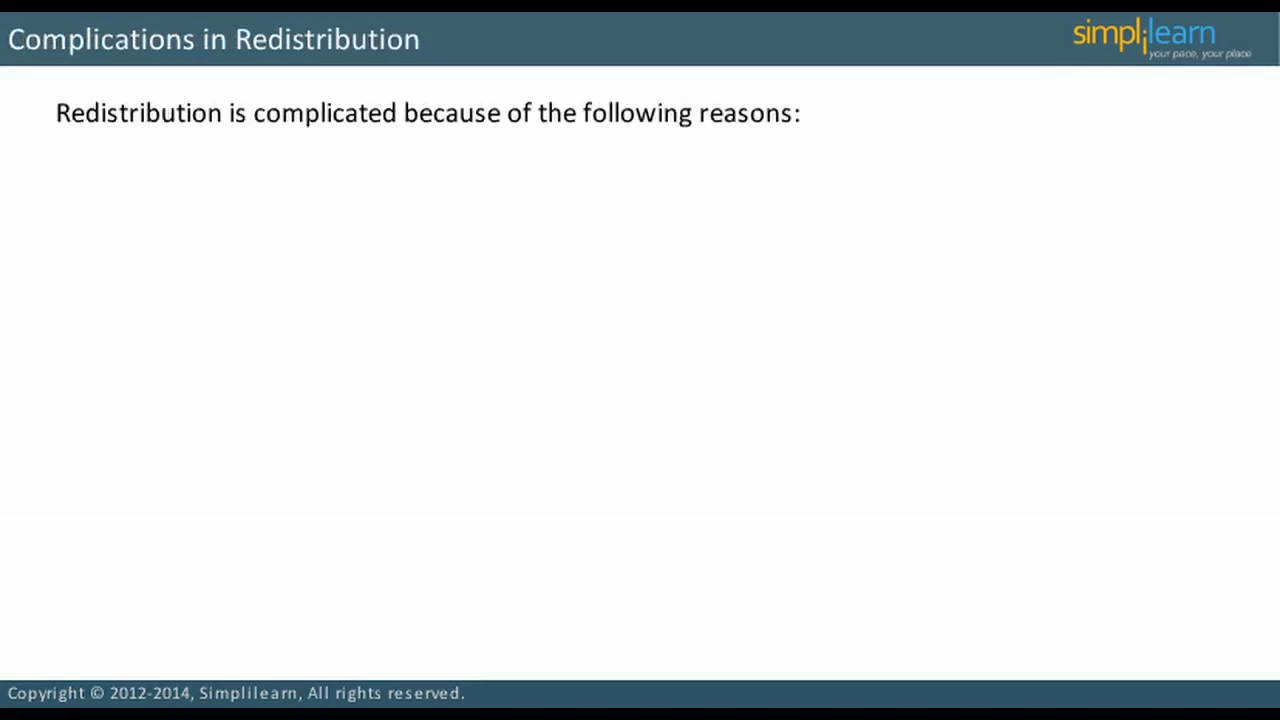 Complications in Redistribution
simplilearn
your pace, your place
Redistribution is complicated because of the following reasons:
Copyright © 2012-2014, Simplilearn, All rights reserved.